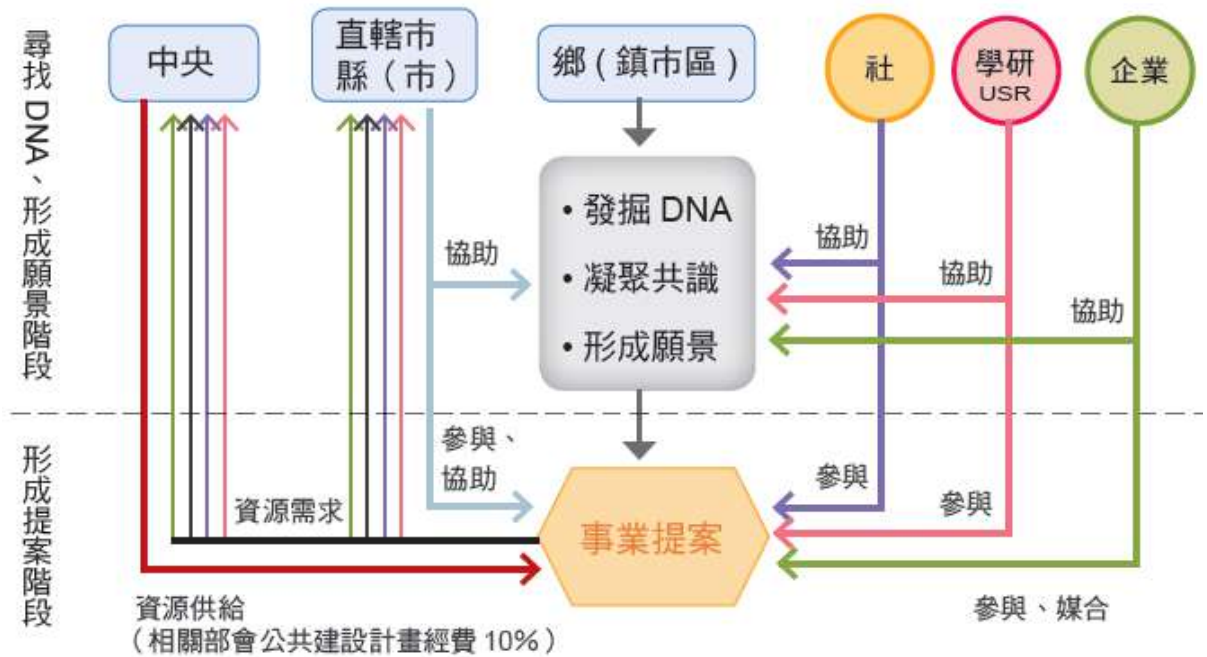 尋找 DNA、形成願景階段
中央
直轄市
縣（市）
鄉 ( 鎮市區 )
社
學研
USR
企業
• 發掘 DNA
• 凝聚共識
• 形成願景
協助
協助
協助
協助
形成提案階段
參與、
協助
資源需求
事業提案
參與
參與
資源供給
（相關部會公共建設計畫經費 10%）
參與、媒合